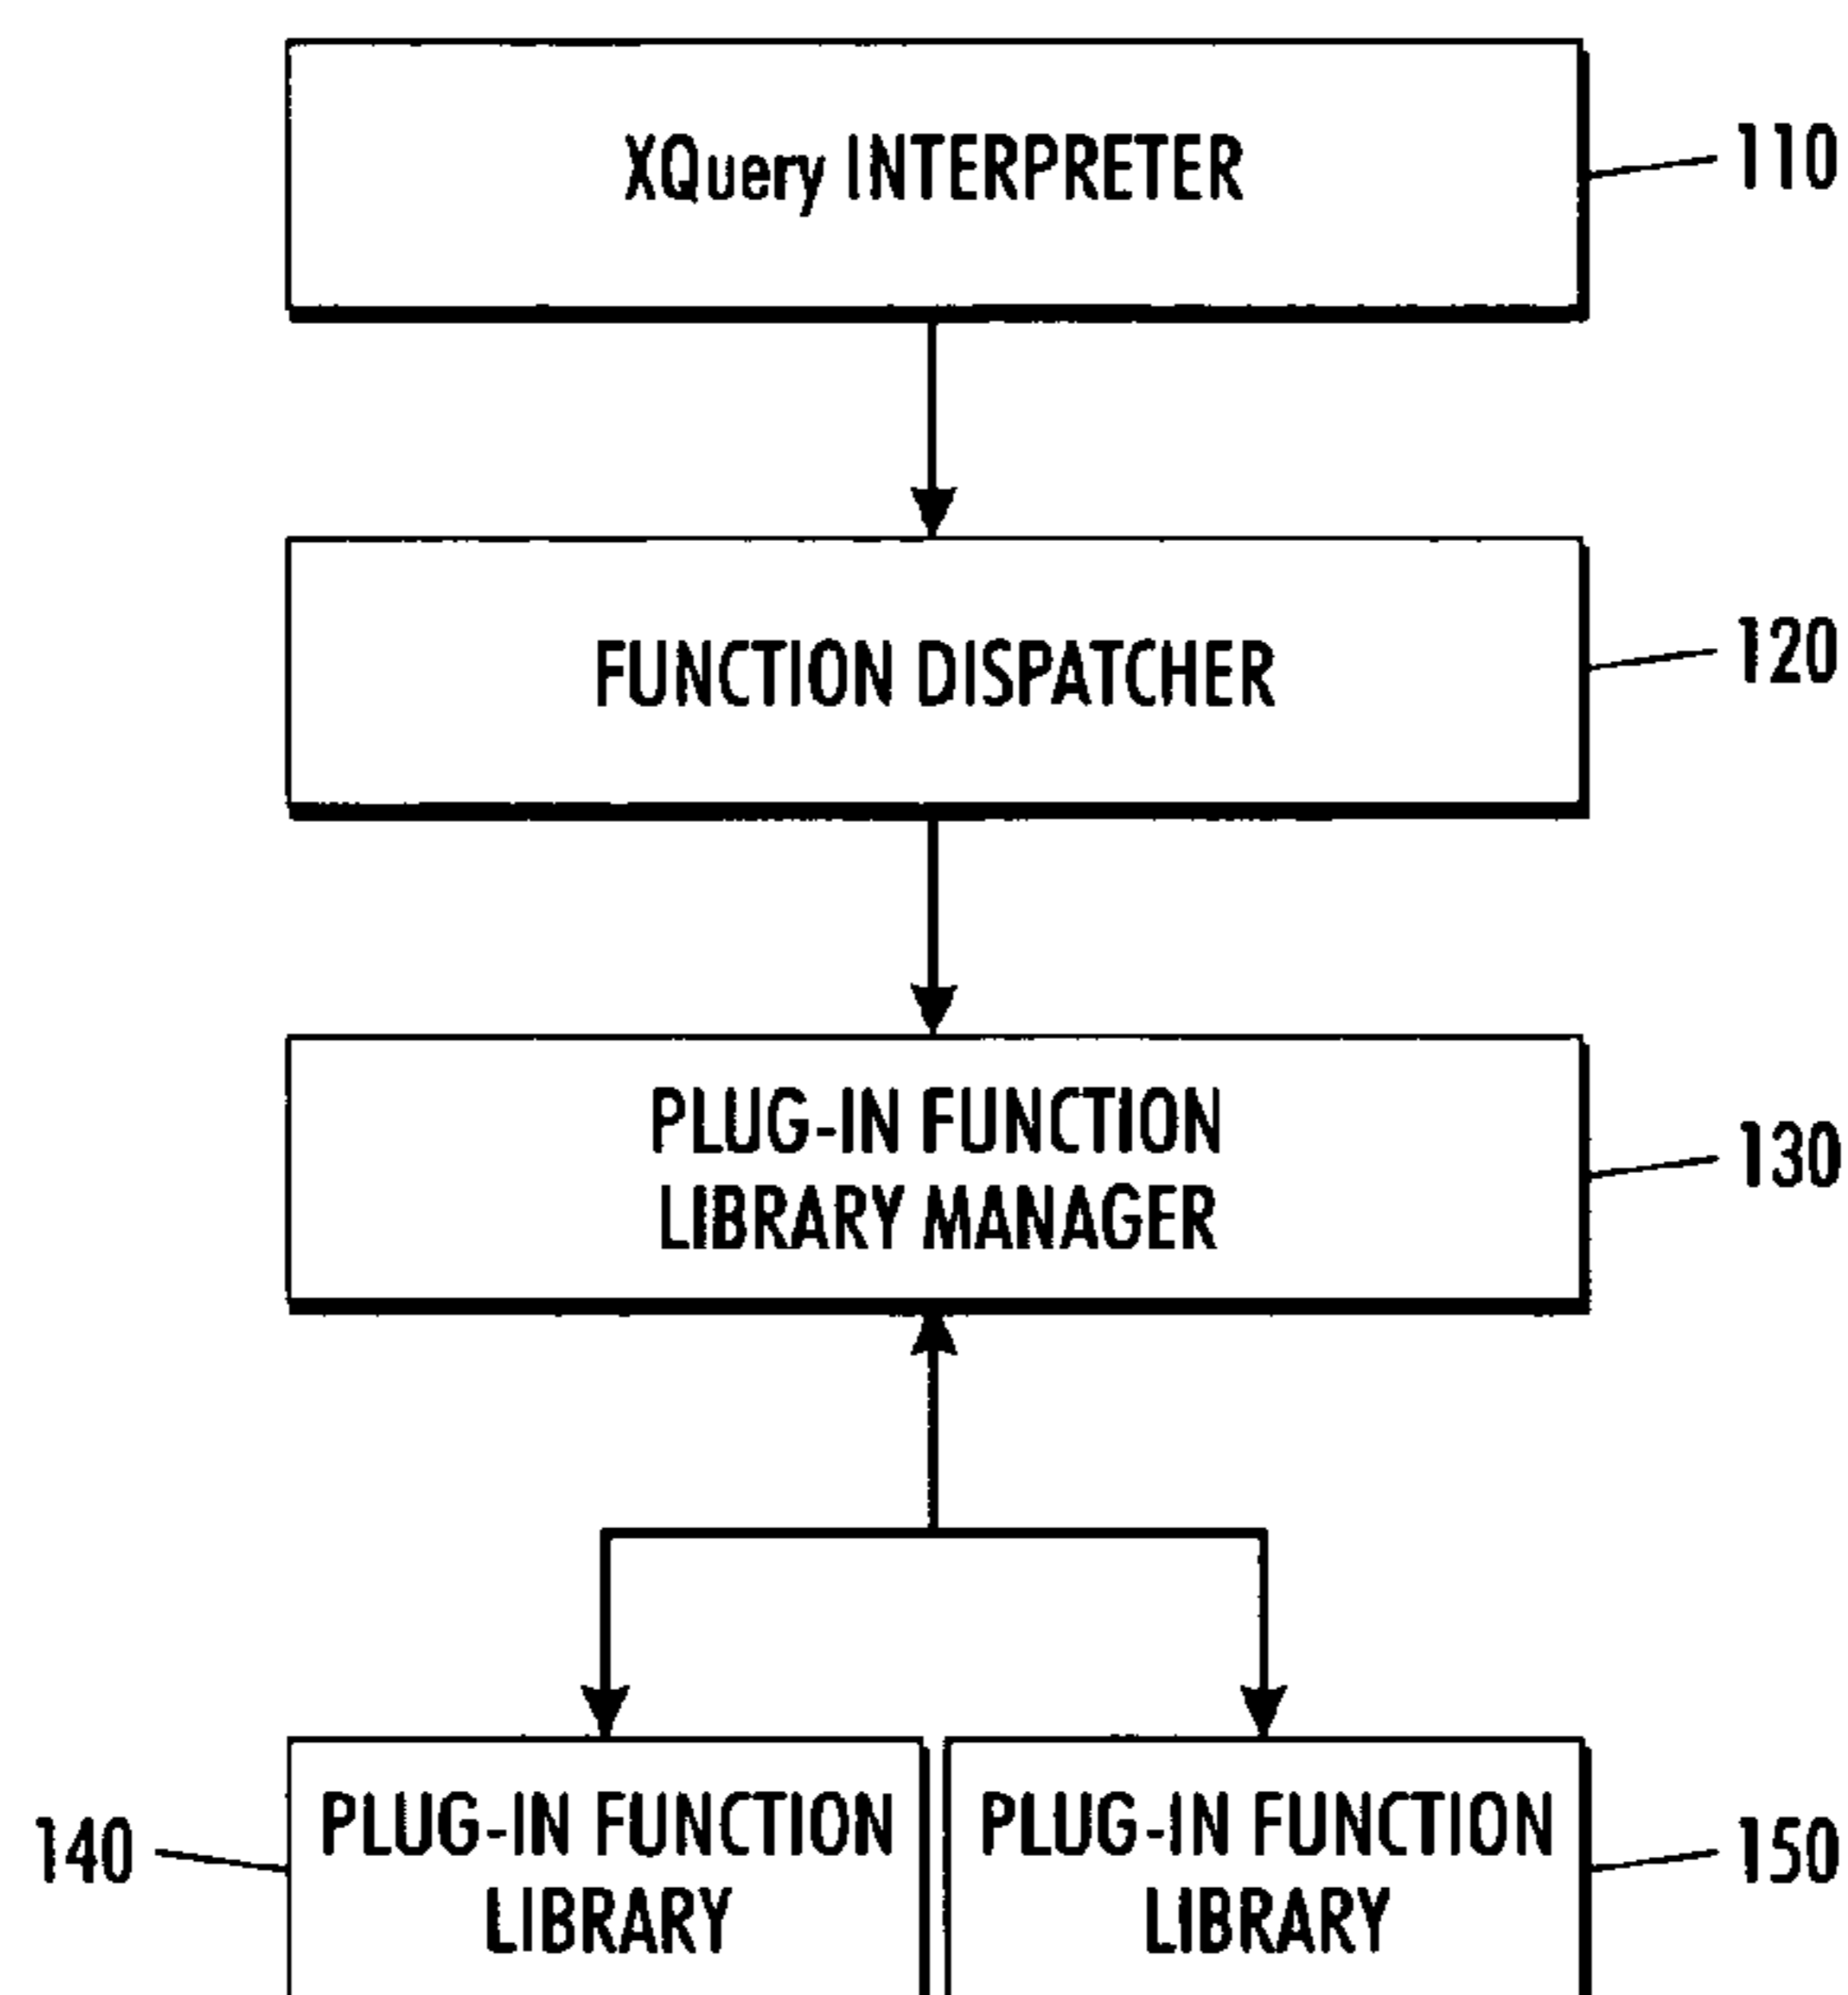 XQuery INTERPRETER
110
FUNCTION DISPATCHER
120
PLUG-IN FUNCTION
LIBRARY MANAGER
130
140
PLUG-IN FUNCTION
LIBRARY
PLUG-IN FUNCTION
LIBRARY
150